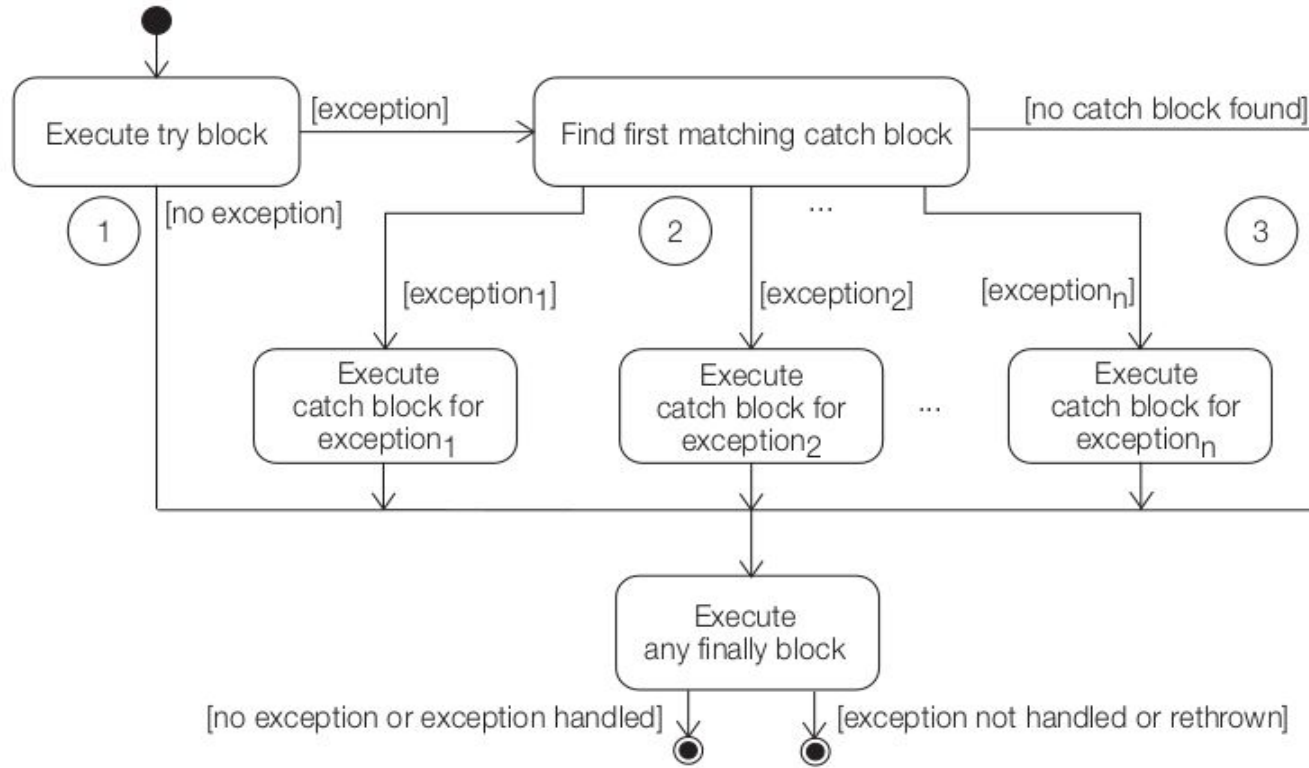 [exception]
[no catch block found]
Execute try block
Find first matching catch block
[no exception]
...
1
2
3
[exception1]
[exception2]
[exceptionn]
Execute
catch block for
exception1
Execute
catch block for
exception2
...
Execute
catch block for
exceptionn
Execute
any finally block
[no exception or exception handled]
[exception not handled or rethrown]